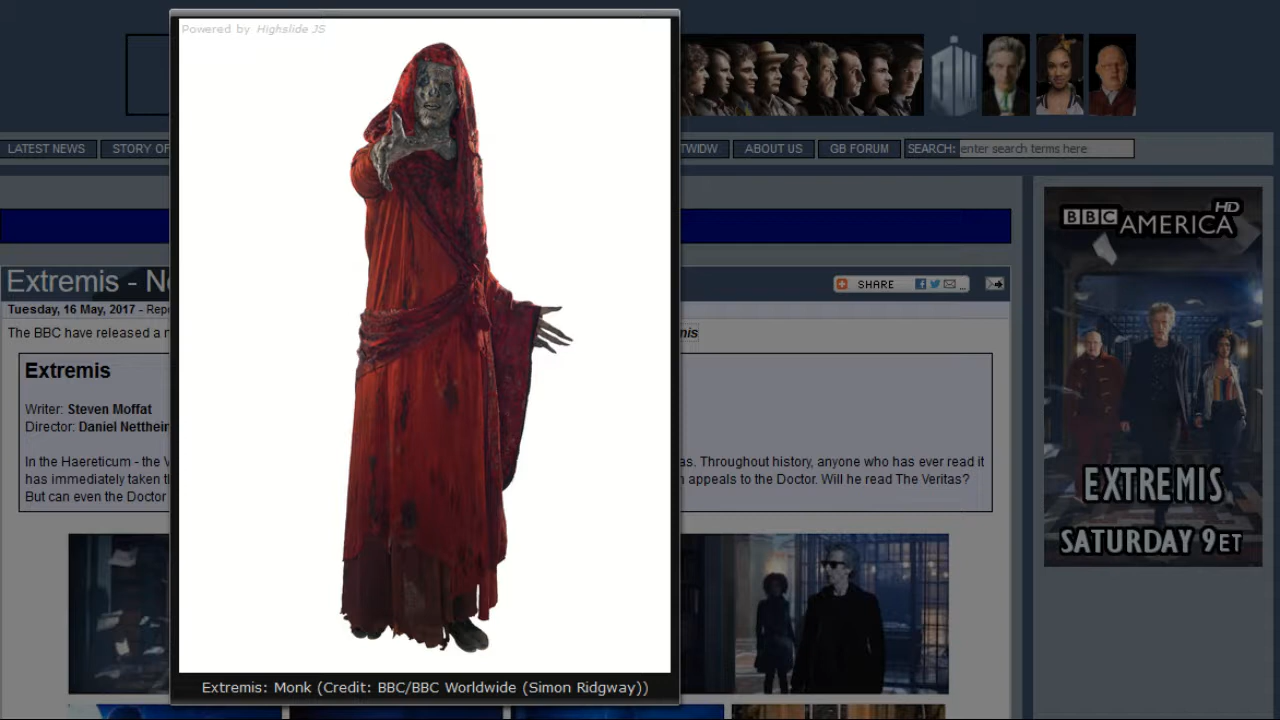 Powered by Highslide JS
LATEST NEWS
STORY OF
TWIDW
ABOUT US
GB FORUM
SEARCH:
enter search terms here
BBC AMERICA HD
Extremis - N
SHARE
Tuesday, 16 May, 2017 - Repo
The BBC have released a n
mis
Extremis
Writer: Steven Moffat
Director: Daniel Nettheim
In the Haereticum - the V
as. Throughout history, anyone who has ever read it
has immediately taken th
n appeals to the Doctor. Will he read The Veritas?
But can even the Doctor
EXTREMIS
SATURDAY 9ET
Extremis: Monk (Credit: BBC/BBC Worldwide (Simon Ridgway))